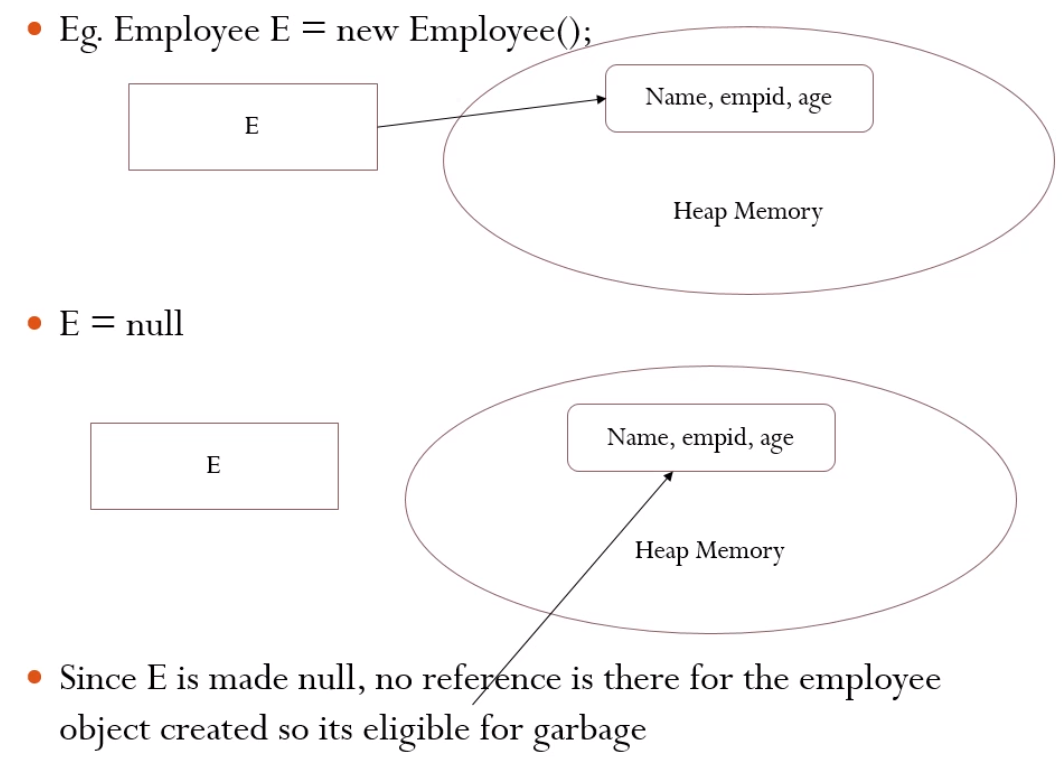 Eg. Employee E = new Employee();
E
Name, empid, age
Heap Memory
E = null
E
Name, empid, age
Heap Memory
Since E is made null, no reference is there for the employee
object created so its eligible for garbage